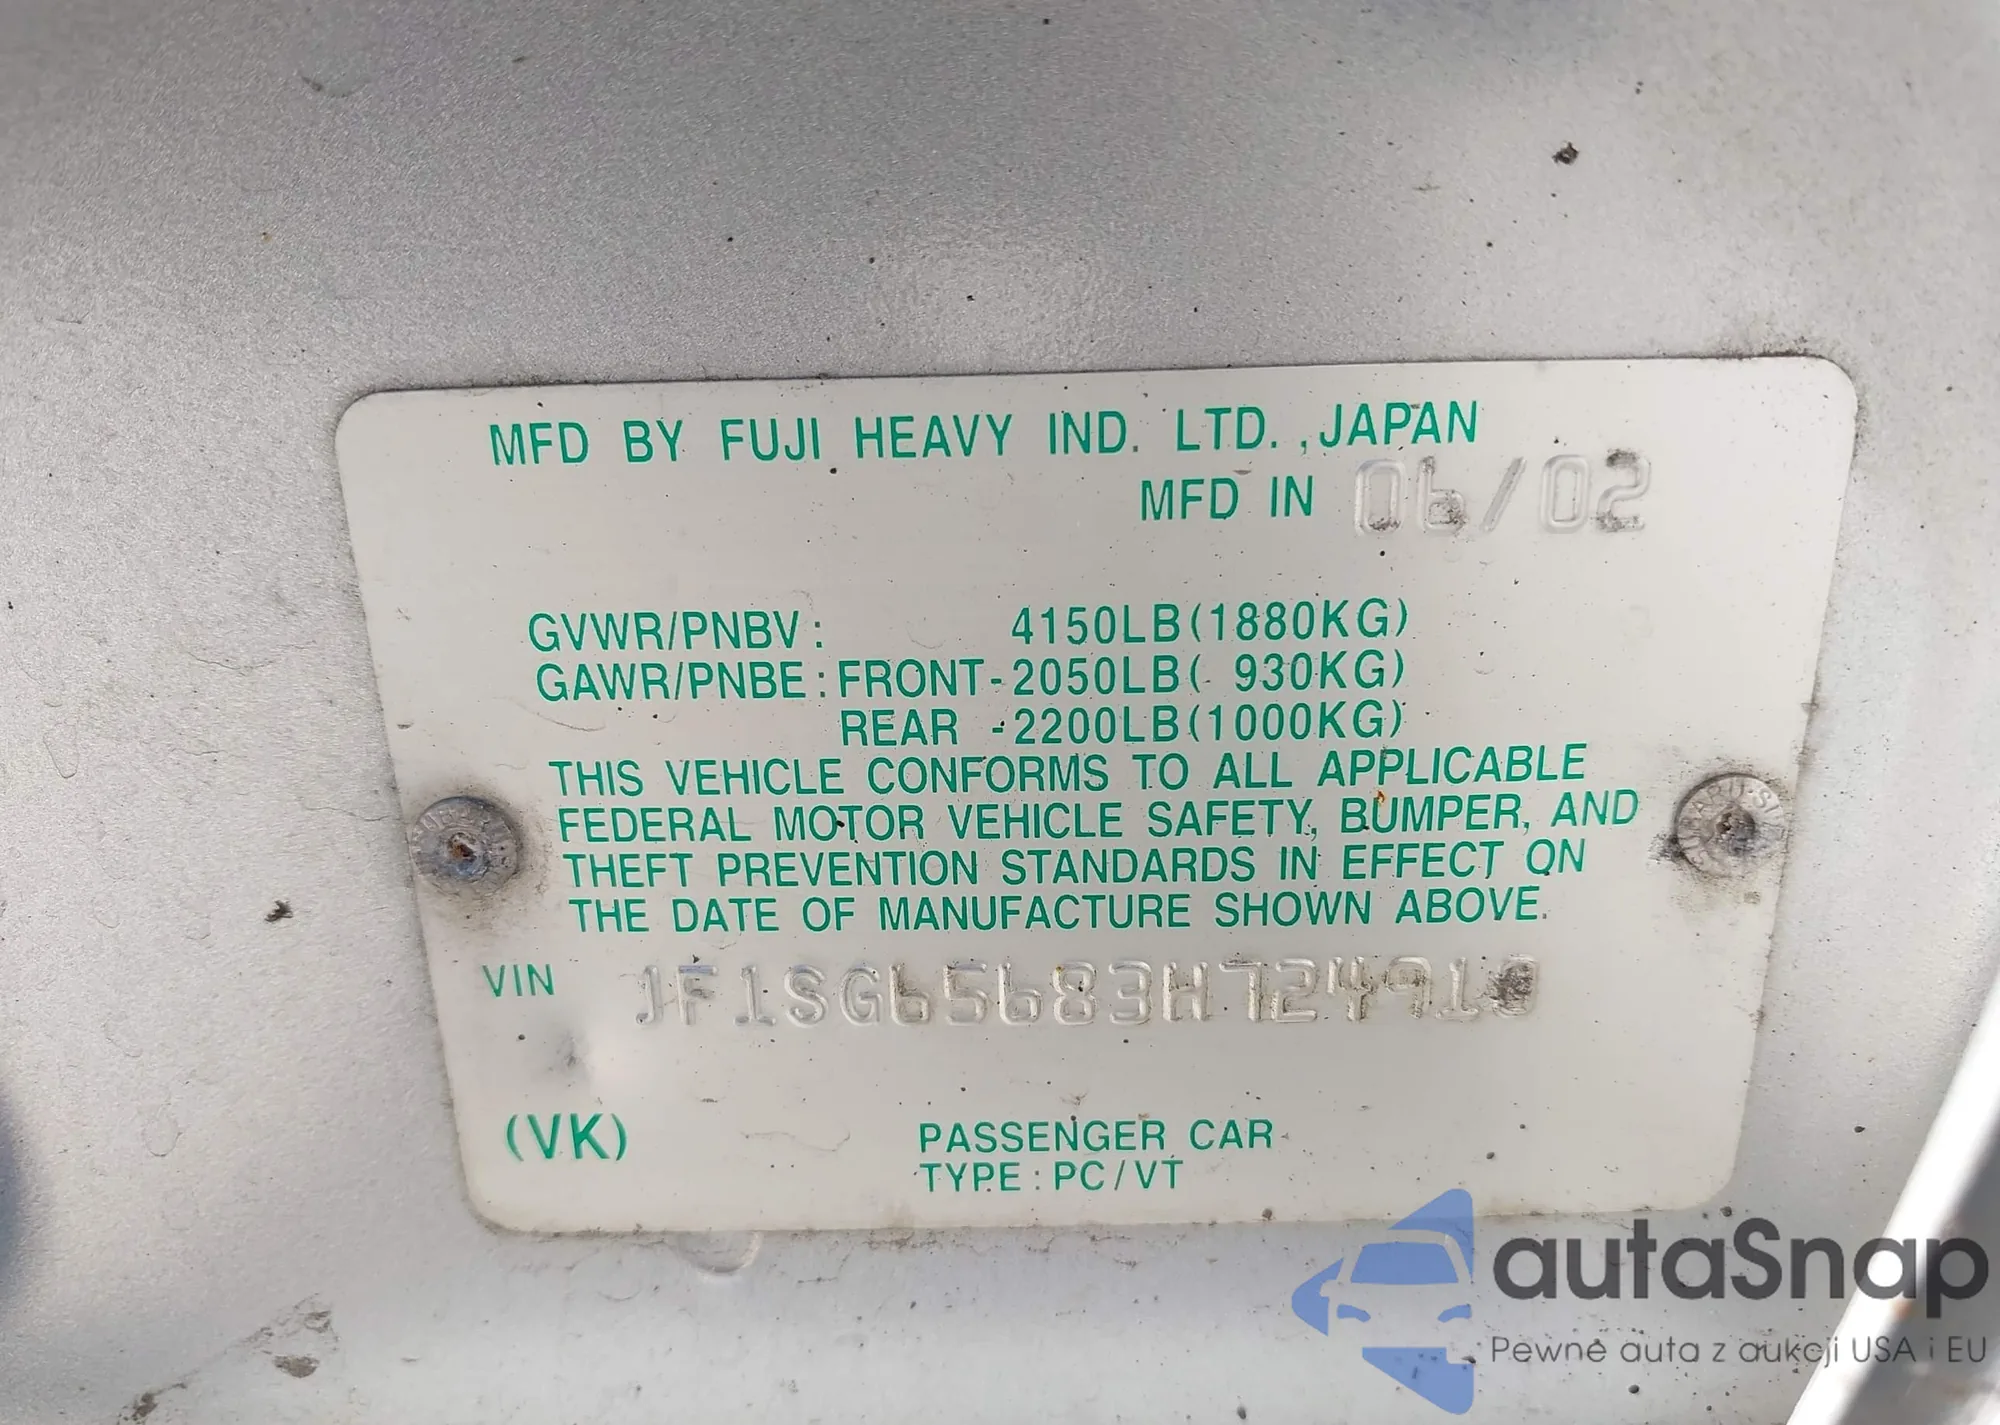 MFD BY FUJI HEAVY IND. LTD., JAPAN
MFD IN 06/02
GVWR/PNBV: 4150LB(1880KG)
GAWR/PNBE: FRONT-2050LB( 930KG)
REAR -2200LB(1000KG)
THIS VEHICLE CONFORMS TO ALL APPLICABLE
FEDERAL MOTOR VEHICLE SAFETY, BUMPER, AND
THEFT PREVENTION STANDARDS IN EFFECT ON
THE DATE OF MANUFACTURE SHOWN ABOVE.
VIN JF1SG65683H724910
(VK) PASSENGER CAR
TYPE: PC/VT
autaSnap
Pewne auta z aukcji USA i EU